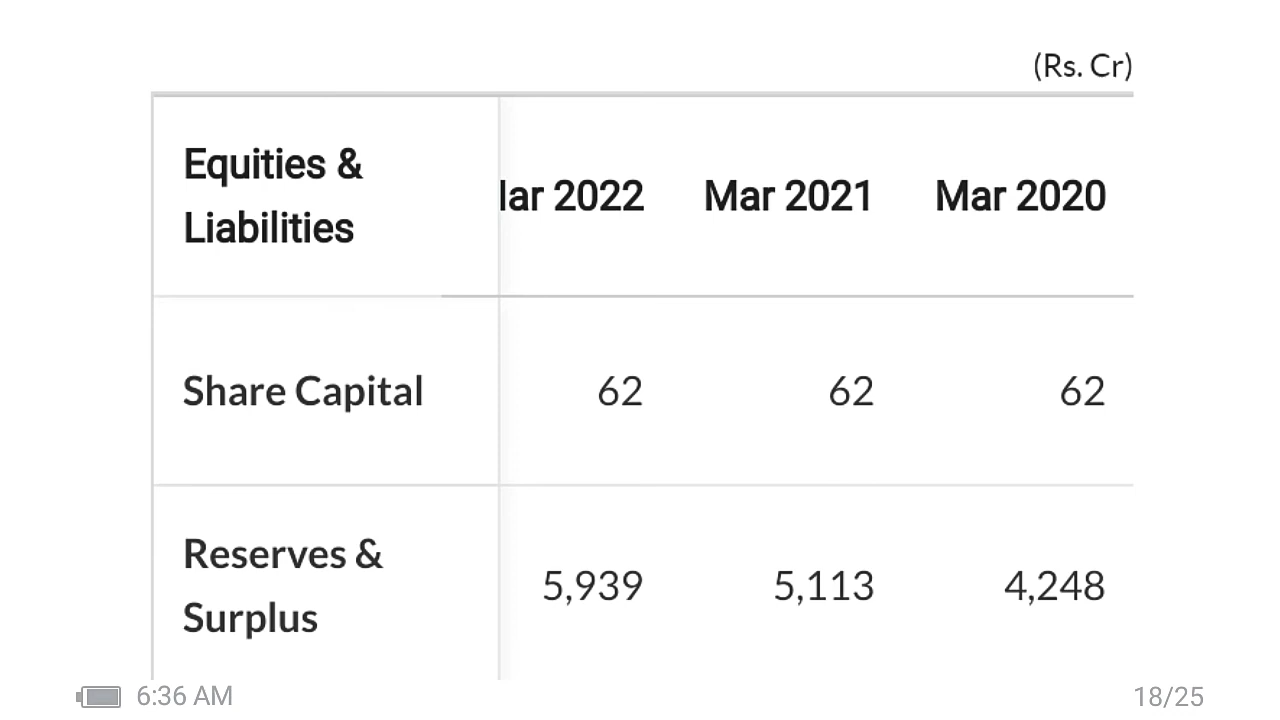 (Rs. Cr)
Equities &
Liabilities
ar 2022 Mar 2021 Mar 2020
Share Capital 62 62 62
Reserves &
Surplus
5,939 5,113 4,248
6:36 AM 18/25